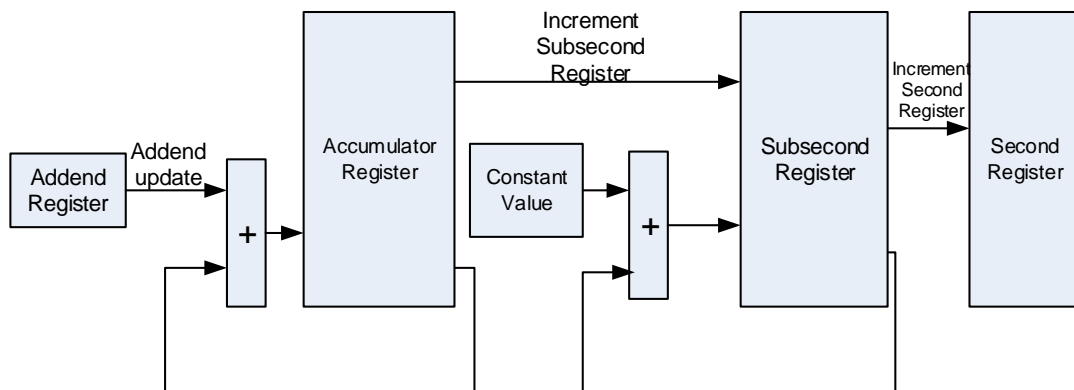 Addend
Register
Addend
update
+
Accumulator
Register
Increment
Subsecond
Register
Constant
Value
+
Subsecond
Register
Increment
Second
Register
Second
Register